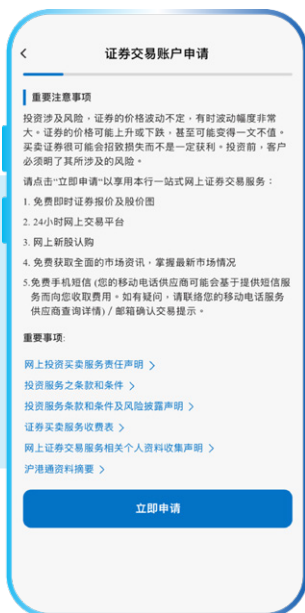 证券交易账户申请
重要注意事项
投资涉及风险，证券的价格波动不定，有时波动幅度非常
大。证券的价格可能上升或下跌，甚至可能变得一文不值。
买卖证券很可能会招致损失而不是一定获利。投资前，客户
必须明了其所涉及的风险。
请点击“立即申请”以享用本行一站式网上证券交易服务：
1. 免费即时证券报价及股价图
2. 24小时网上交易平台
3. 网上新股认购
4. 免费获取全面的市场资讯，掌握最新市场情况
5.免费手机短信 (您的移动电话供应商可能会基于提供短信服
务而向您收取费用。如有疑问，请联络您的移动电话服务
供应商查询详情) / 邮箱确认交易提示。
重要事项:
网上投资买卖服务责任声明 >
投资服务之条款和条件 >
投资服务条款和条件及风险披露声明 >
证券买卖服务收费表 >
网上证券交易服务相关个人资料收集声明 >
沪港通资料摘要 >
立即申请